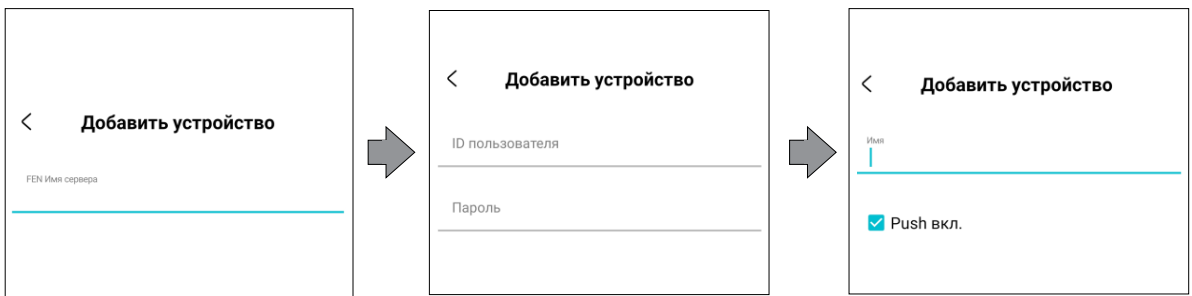 Добавить устройство
FEN Имя сервера
Добавить устройство
ID пользователя
Пароль
Добавить устройство
Имя
Push вкл.